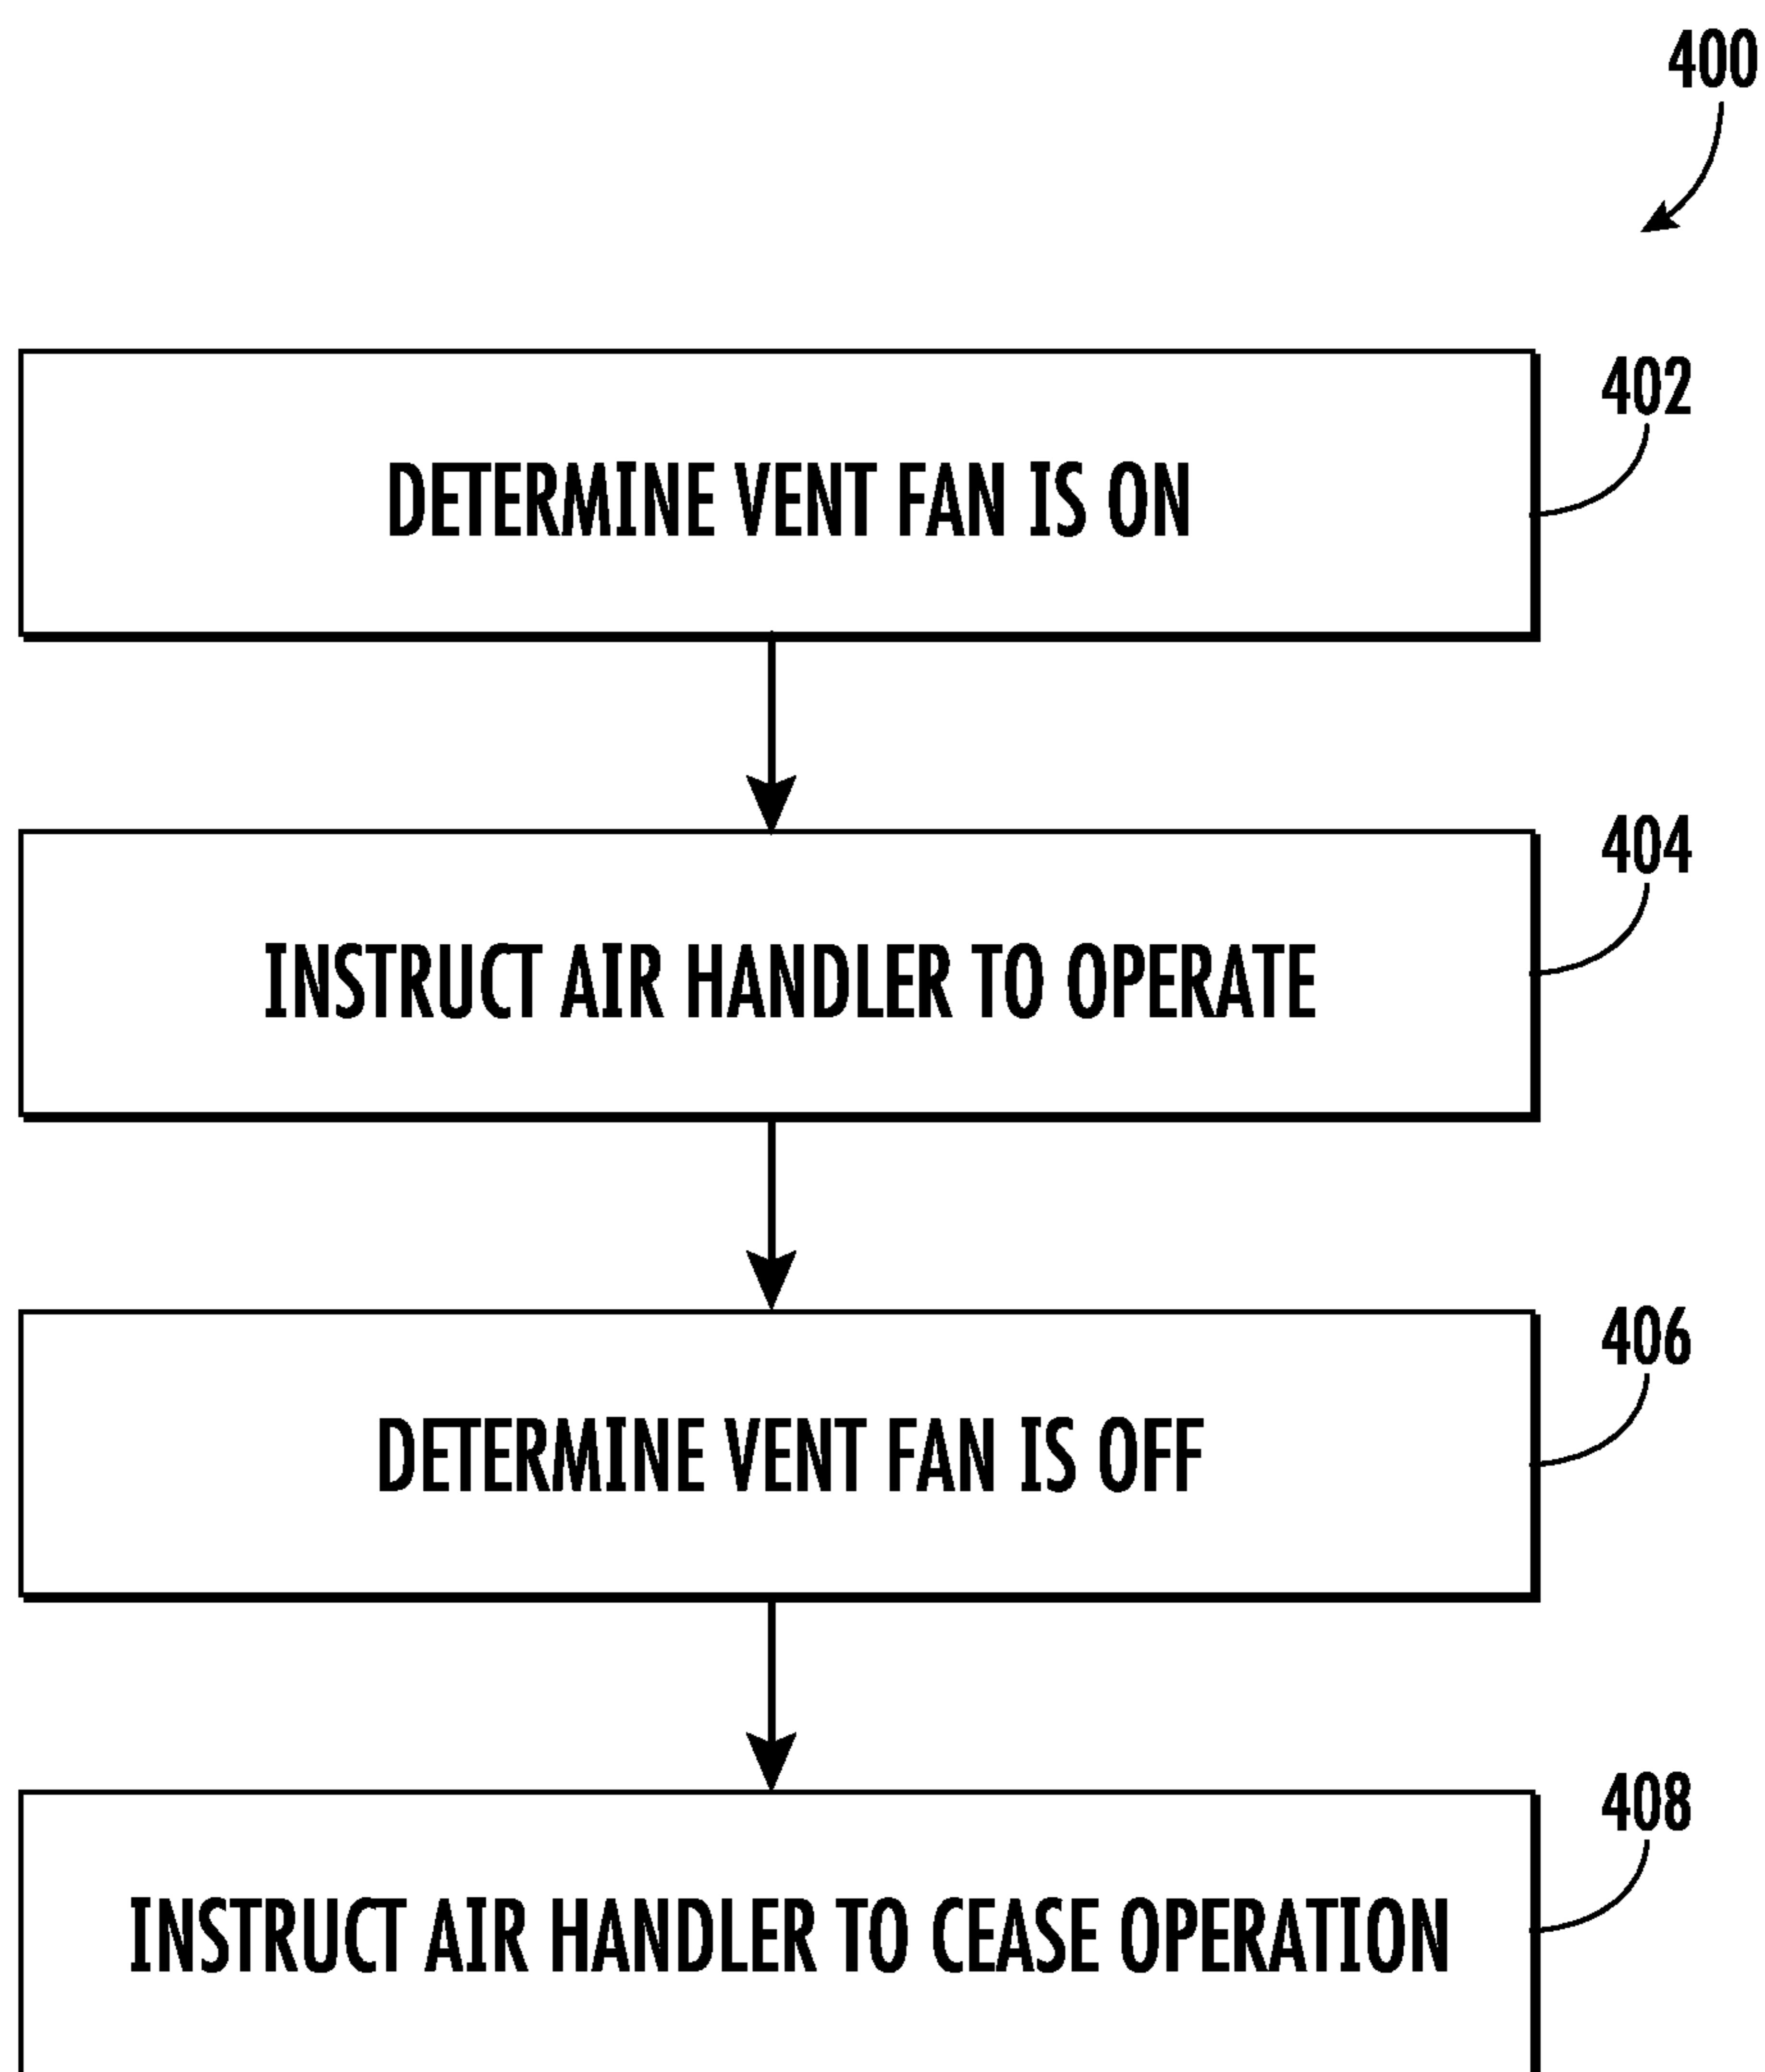 400
402
DETERMINE VENT FAN IS ON
404
INSTRUCT AIR HANDLER TO OPERATE
406
DETERMINE VENT FAN IS OFF
408
INSTRUCT AIR HANDLER TO CEASE OPERATION